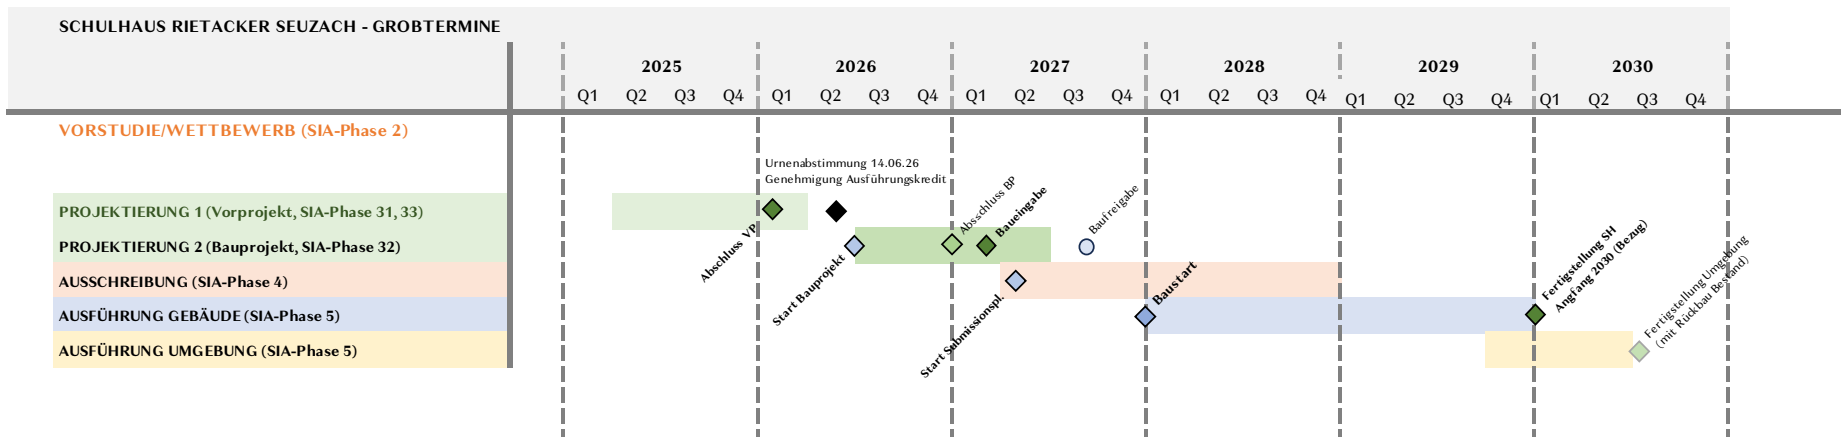 SCHULHAUS RIETACKER SEUZACH - GROBTERMINE
2025 2026 2027 2028 2029 2030
Q1 Q2 Q3 Q4 Q1 Q2 Q3 Q4 Q1 Q2 Q3 Q4 Q1 Q2 Q3 Q4 Q1 Q2 Q3 Q4 Q1 Q2 Q3 Q4
VORSTUDIE/WETTBEWERB (SIA-Phase 2)
Urnenabstimmung 14.06.26
Genehmigung Ausführungskredit
PROJEKTIERUNG 1 (Vorprojekt, SIA-Phase 31, 33)
Abschluss VP
PROJEKTIERUNG 2 (Bauprojekt, SIA-Phase 32)
Start Bauprojekt
Absschluss BP
Baueingabe
Baufreigabe
AUSSCHREIBUNG (SIA-Phase 4)
Start Submissionspl.
AUSFÜHRUNG GEBÄUDE (SIA-Phase 5)
Baustart
Fertigstellung SH
Angfang 2030 (Bezug)
AUSFÜHRUNG UMGEBUNG (SIA-Phase 5)
Fertigstellung Umgebung
(mit Rückbau Bestand)